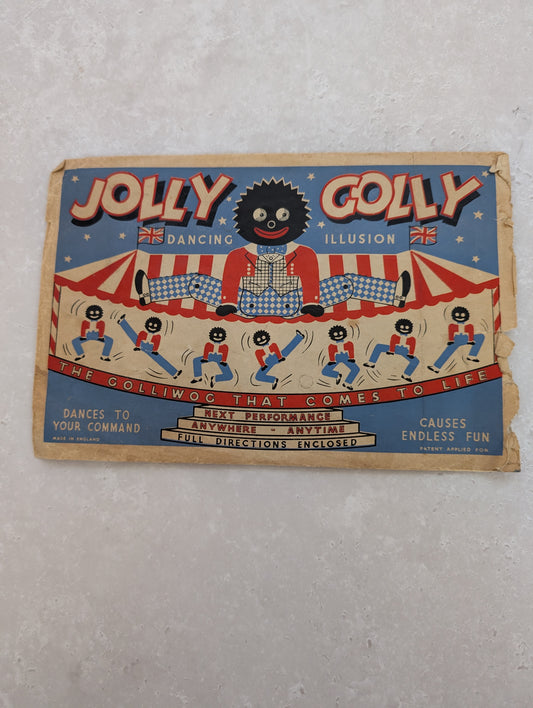 JOLLY GOLLY
DANCING ILLUSION
THE GOLLIWOG THAT COMES TO LIFE
DANCES TO
YOUR COMMAND
MADE IN ENGLAND
NEXT PERFORMANCE
ANYWHERE - ANYTIME
FULL DIRECTIONS ENCLOSED
CAUSES
ENDLESS FUN
PATENT APPLIED FOR